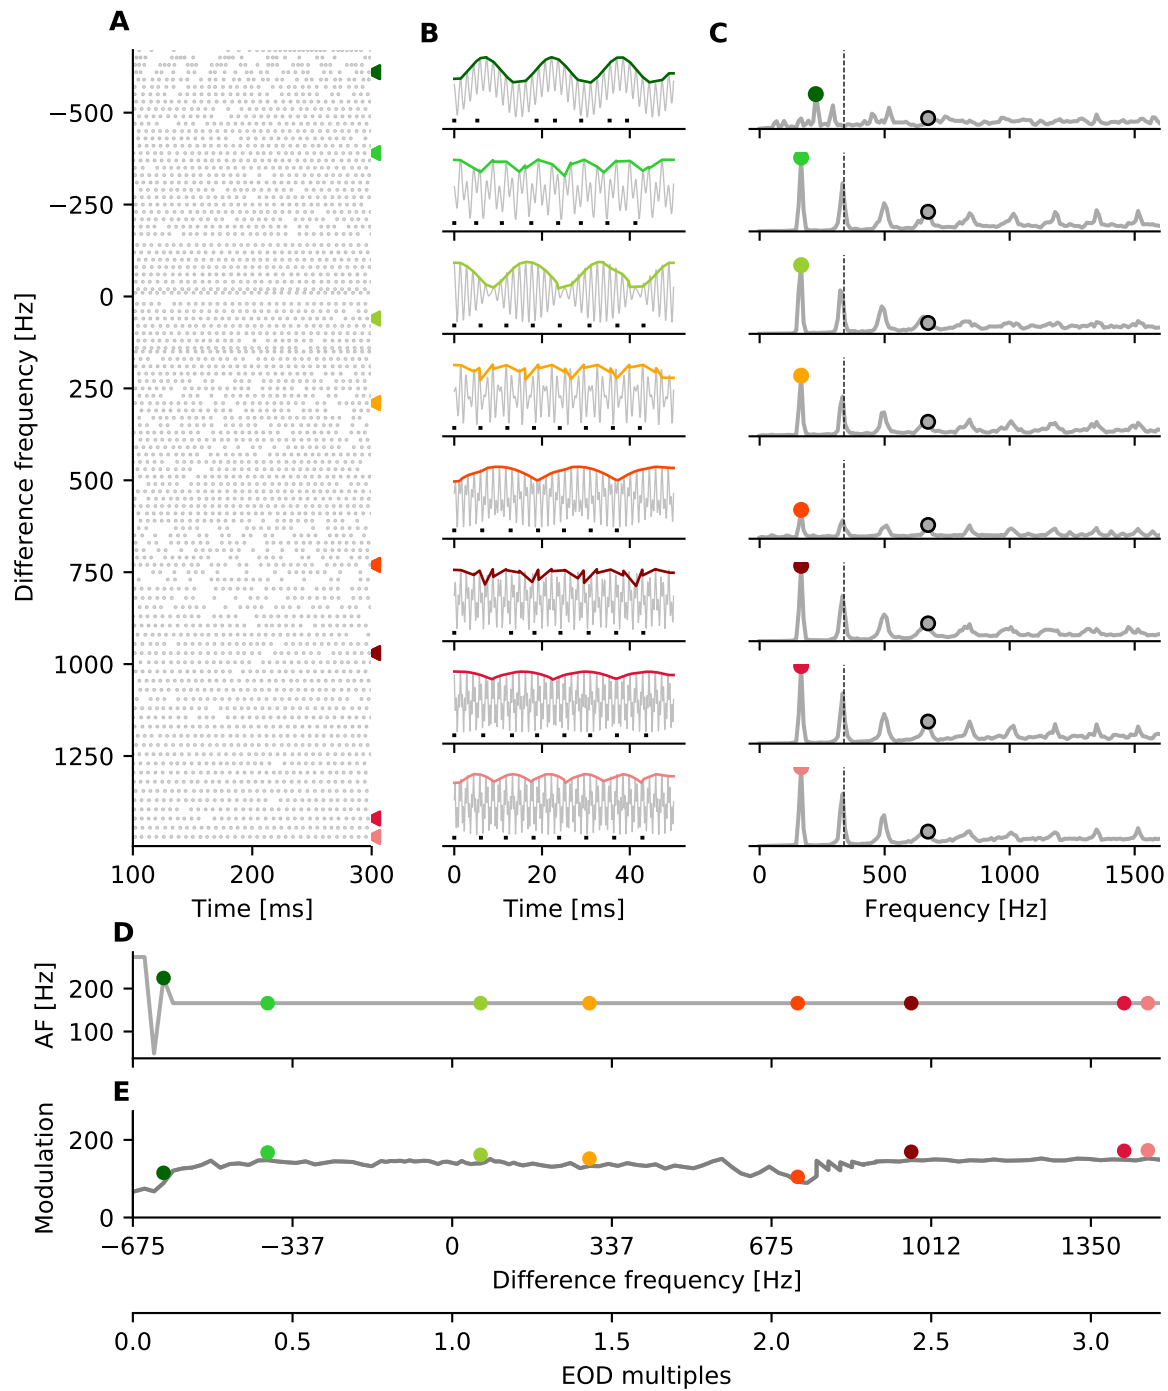 A
B
C
−500
−250
0
250
500
750
1000
1250
Difference frequency [Hz]
100
200
300
Time [ms]
0
20
40
Time [ms]
0
500
1000
1500
Frequency [Hz]
D
200
100
AF [Hz]
E
200
0
Modulation
−675
−337
0
337
675
1012
1350
Difference frequency [Hz]
0.0
0.5
1.0
1.5
2.0
2.5
3.0
EOD multiples